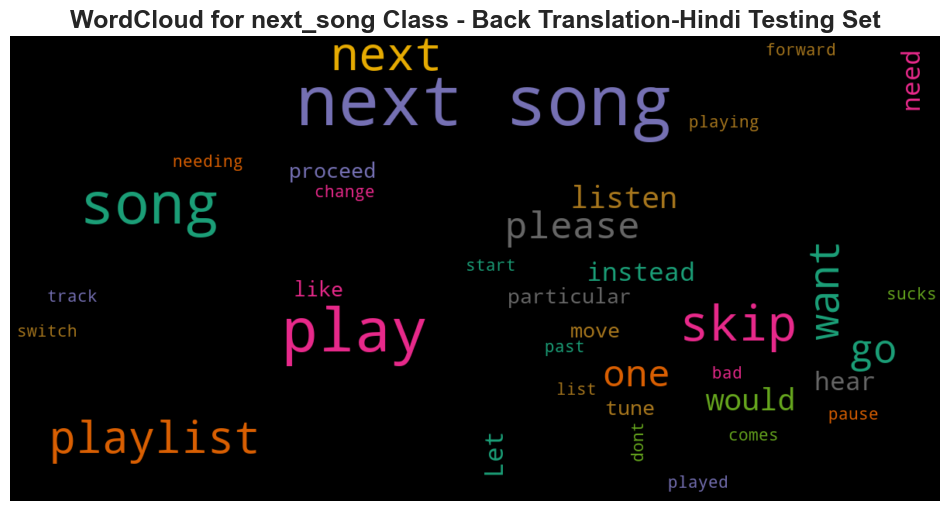 WordCloud for next_song Class - Back Translation-Hindi Testing Set
next
forward
need
next song
playing
needing
proceed
change
song
listen
please
want
start
instead
track
like
particular
sucks
switch
play
move
skip
past
go
one
bad
hear
list
would
tune
pause
playlist
Let
dont
comes
played